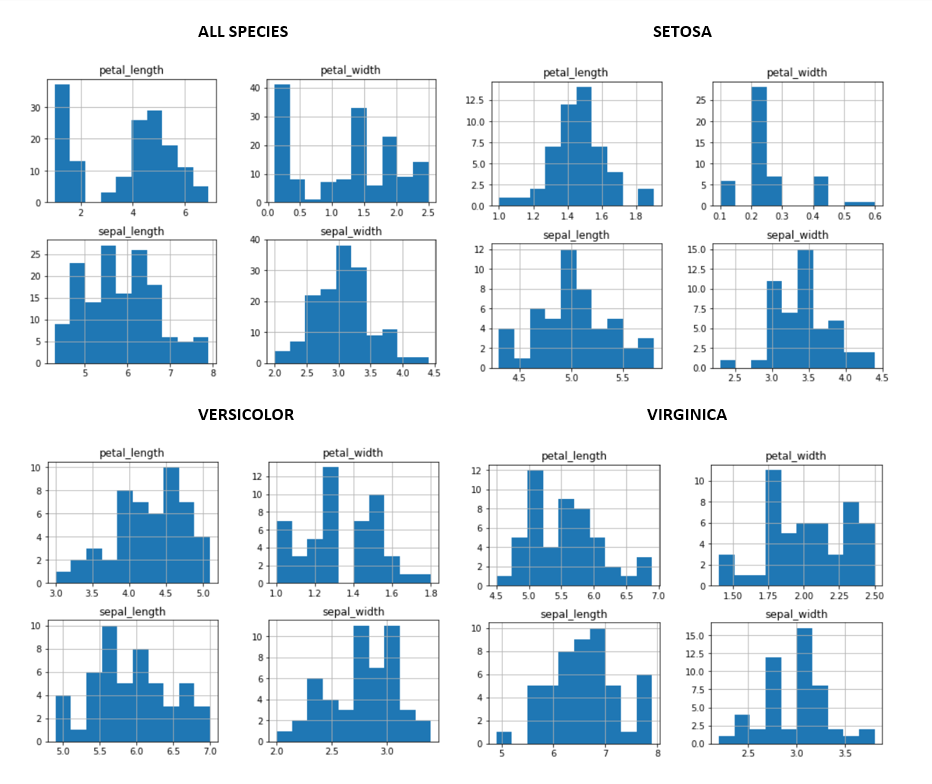 ALL SPECIES
petal_length
30
20
10
0
2 4 6
petal_width
40
30
20
10
0
0.0 0.5 1.0 1.5 2.0 2.5
sepal_length
25
20
15
10
5
0
5 6 7 8
sepal_width
40
30
20
10
0
2.0 2.5 3.0 3.5 4.0 4.5
SETOSA
petal_length
12.5
10.0
7.5
5.0
2.5
0.0
1.0 1.2 1.4 1.6 1.8
petal_width
25
20
15
10
5
0
0.1 0.2 0.3 0.4 0.5 0.6
sepal_length
12
10
8
6
4
2
0
4.5 5.0 5.5
sepal_width
15.0
12.5
10.0
7.5
5.0
2.5
0.0
2.5 3.0 3.5 4.0 4.5
VERSICOLOR
petal_length
10
8
6
4
2
0
3.0 3.5 4.0 4.5 5.0
petal_width
12
10
8
6
4
2
0
1.0 1.2 1.4 1.6 1.8
sepal_length
10
8
6
4
2
0
5.0 5.5 6.0 6.5 7.0
sepal_width
10
8
6
4
2
0
2.0 2.5 3.0
VIRGINICA
petal_length
12
10
8
6
4
2
0
4.5 5.0 5.5 6.0 6.5 7.0
petal_width
10
8
6
4
2
0
1.50 1.75 2.00 2.25 2.50
sepal_length
10
8
6
4
2
0
5 6 7 8
sepal_width
15.0
12.5
10.0
7.5
5.0
2.5
0.0
2.5 3.0 3.5